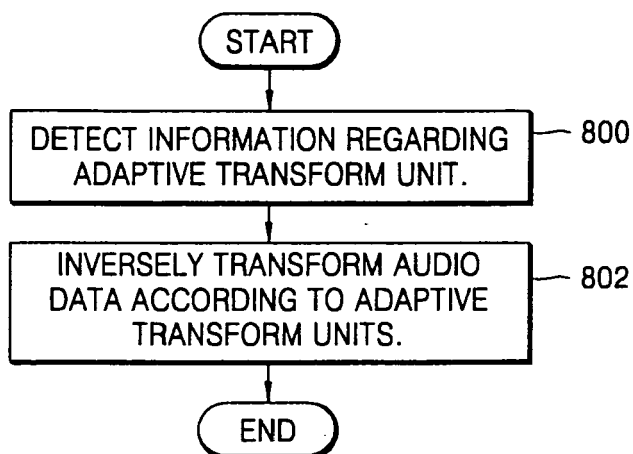 START
DETECT INFORMATION REGARDING
ADAPTIVE TRANSFORM UNIT.
800
INVERSELY TRANSFORM AUDIO
DATA ACCORDING TO ADAPTIVE
TRANSFORM UNITS.
802
END